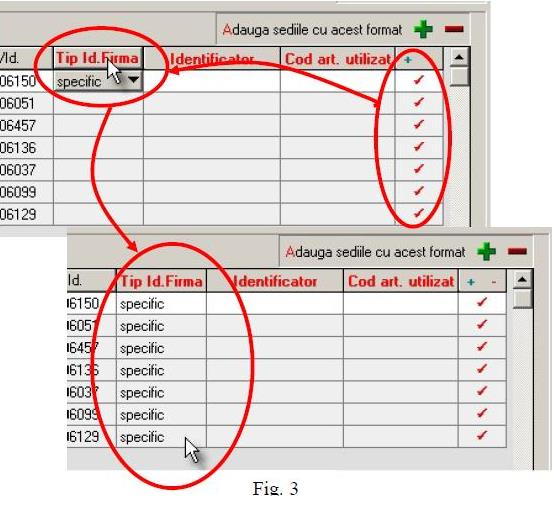 Adauga sediile cu acest format
/Id. Tip Id.Firma Identificator Cod art. utilizat +
06150 specific
06051
06457
06136
06037
06099
06129
Adauga sediile cu acest format
Id. Tip Id.Firma Identificator Cod art. utilizat + -
6150 specific
6051 specific
6457 specific
6136 specific
6037 specific
6099 specific
6129 specific
Fig. 3